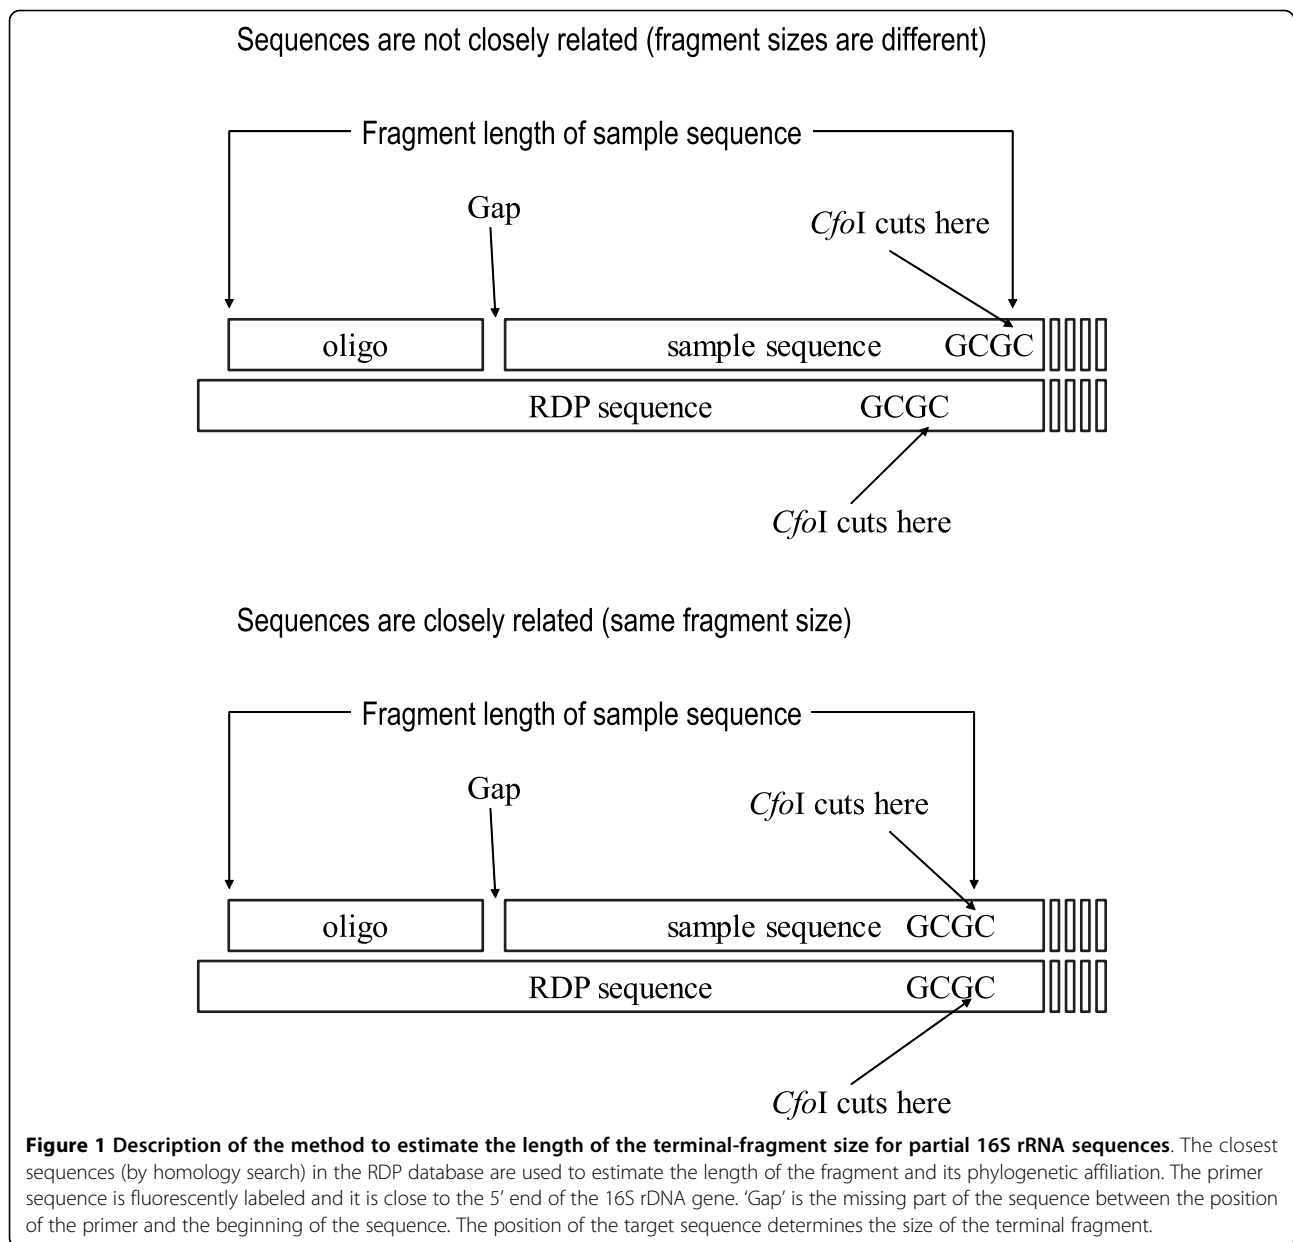 Sequences are not closely related (fragment sizes are different)
Fragment length of sample sequence
Gap
CfoI cuts here
oligo
sample sequence GCGC
RDP sequence GCGC
CfoI cuts here
Sequences are closely related (same fragment size)
Fragment length of sample sequence
Gap
CfoI cuts here
oligo
sample sequence GCGC
RDP sequence GCGC
CfoI cuts here
Figure 1 Description of the method to estimate the length of the terminal-fragment size for partial 16S rRNA sequences. The closest
sequences (by homology search) in the RDP database are used to estimate the length of the fragment and its phylogenetic affiliation. The primer
sequence is fluorescently labeled and it is close to the 5’ end of the 16S rDNA gene. ‘Gap’ is the missing part of the sequence between the position
of the primer and the beginning of the sequence. The position of the target sequence determines the size of the terminal fragment.